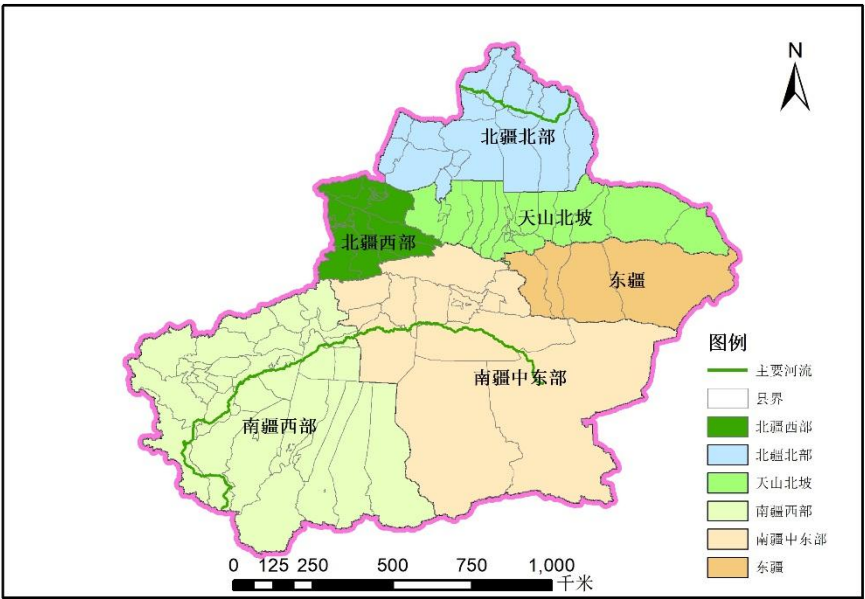 N
北疆北部
天山北坡
北疆西部
东疆
南疆中东部
南疆西部
图例
主要河流
县界
北疆西部
北疆北部
天山北坡
南疆西部
南疆中东部
东疆
0 125 250 500 750 1,000
千米